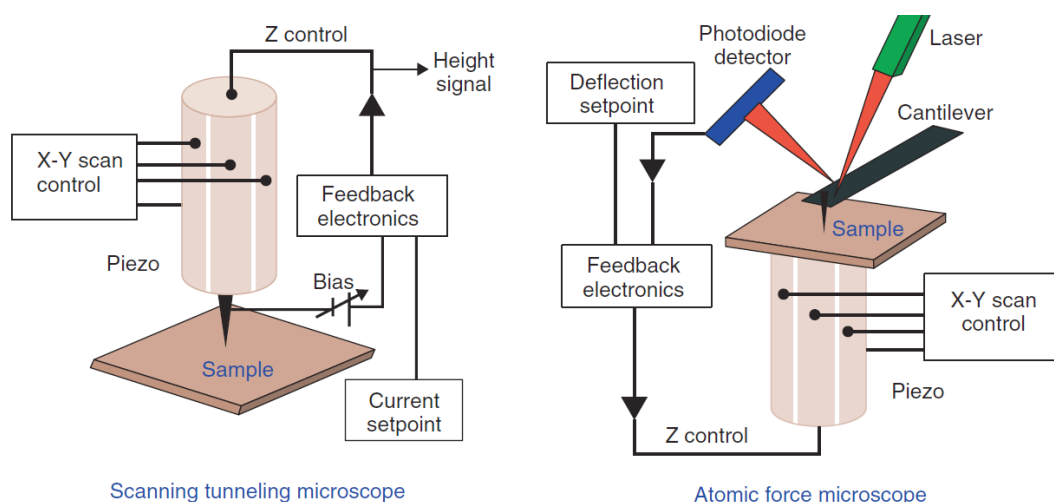 Z control
Height
signal
X-Y scan
control
Feedback
electronics
Piezo
Bias
Sample
Current
setpoint
Scanning tunneling microscope
Photodiode
detector
Laser
Deflection
setpoint
Cantilever
Sample
Feedback
electronics
X-Y scan
control
Piezo
Z control
Atomic force microscope